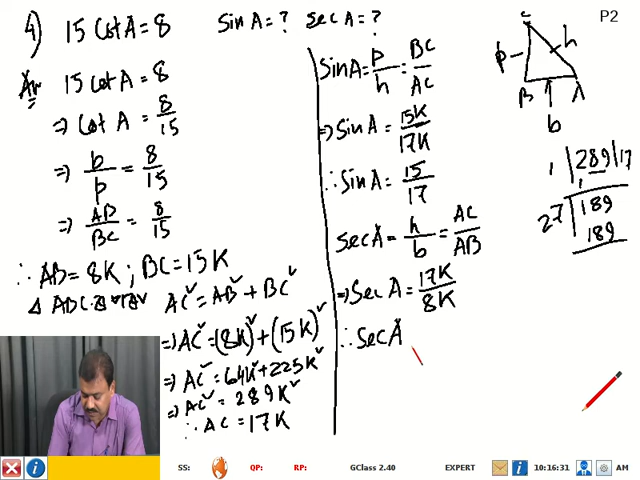 4) 15 Cot A = 8   Sin A = ?   Sec A = ?
Ar 15 cot A = 8
=> Cot A = 8/15
=> b/p = 8/15
=> AB/BC = 8/15
∴ AB = 8K ; BC = 15K
Δ ABC
AC² = AB² + BC²
=> AC² = (8K)² + (15K)²
=> AC² = 64K² + 225K²
=> AC² = 289K²
∴ AC = 17K
Sin A = p/h = BC/AC
=> Sin A = 15K/17K
∴ Sin A = 15/17
Sec A = h/b = AC/AB
=> Sec A = 17K/8K
∴ Sec A
P2
C
p
h
B
A
b
1 | 289 | 17
1
27 | 189
189
SS:
QP:
RP:
GClass 2.40
EXPERT
10:16:31